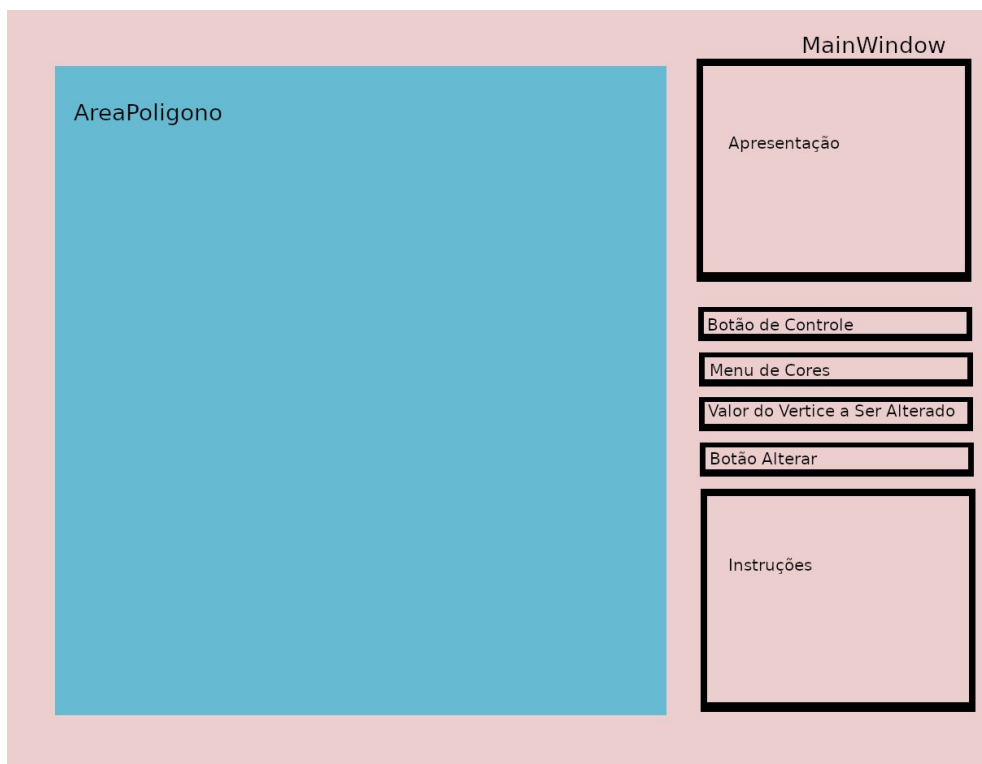 MainWindow
AreaPoligono
Apresentação
Botão de Controle
Menu de Cores
Valor do Vertice a Ser Alterado
Botão Alterar
Instruções